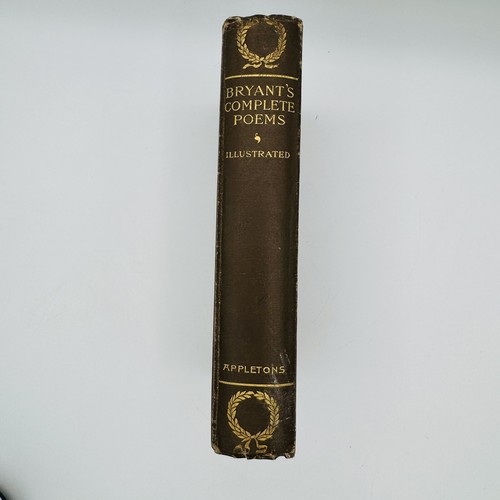 BRYANT'S
COMPLETE
POEMS
ILLUSTRATED
APPLETONS